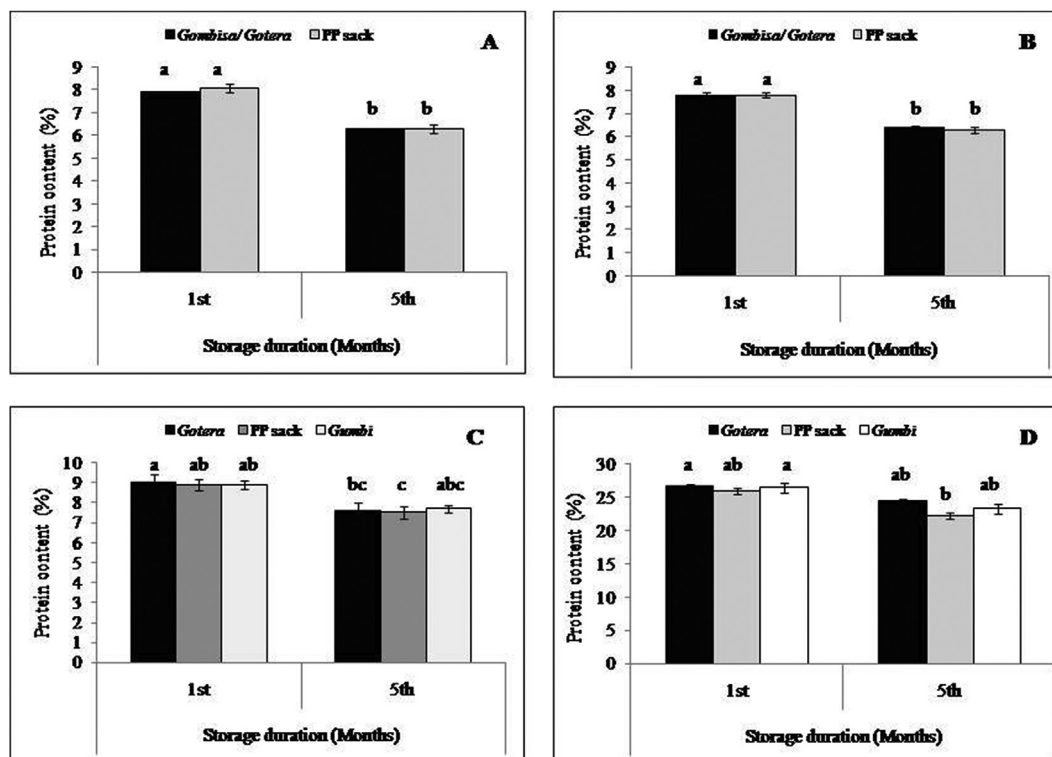 Gombisa/ Gotera PP sack
A
a a
b b
9
8
7
6
5
4
3
2
1
0
Protein content (%)
1st 5th
Storage duration (Months)
Gombisa/ Gotera PP sack
B
a a
b b
9
8
7
6
5
4
3
2
1
0
Protein content (%)
1st 5th
Storage duration (Months)
Gotera PP sack Gumbi
C
a ab ab
bc c abc
10
9
8
7
6
5
4
3
2
1
0
Protein content (%)
1st 5th
Storage duration (Months)
Gotera PP sack Gumbi
D
a ab a
ab b ab
30
25
20
15
10
5
0
Protein content (%)
1st 5th
Storage duration (Months)